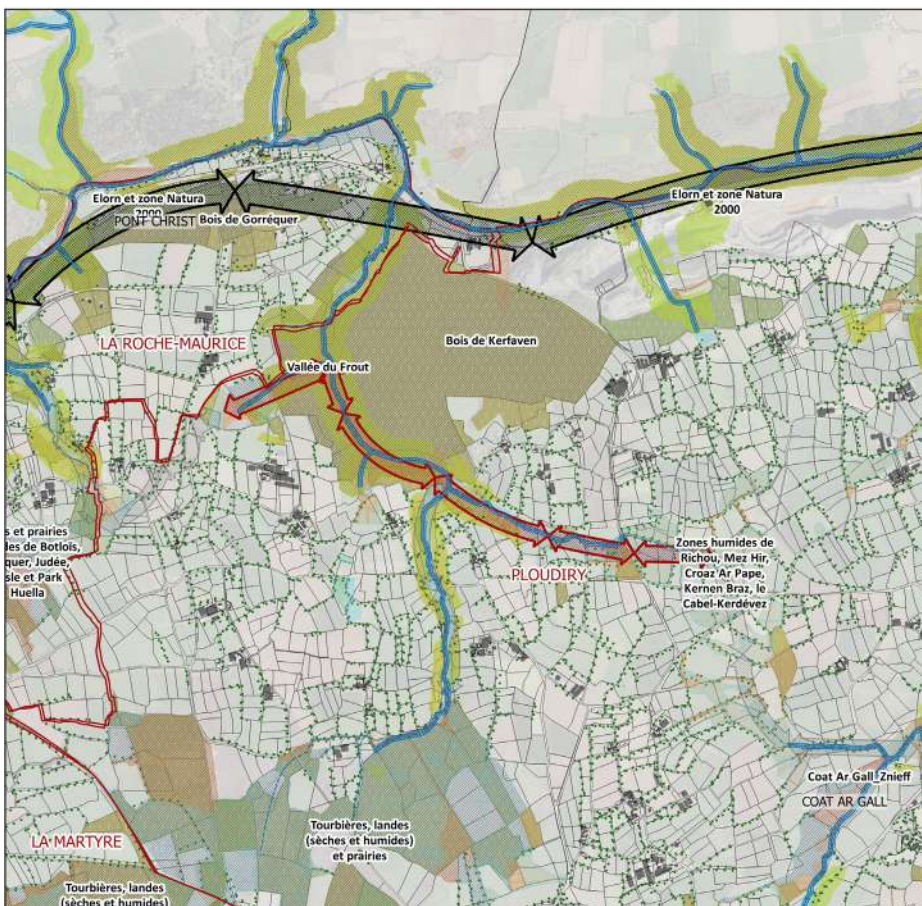 Elorn et zone Natura
2000
PONT CHRIST
Bois de Gorréquer
Elorn et zone Natura
2000
LA ROCHE-MAURICE
Bois de Kerfaven
Vallée du Frout
s et prairies
les de Botlois,
quer, Judée,
sle et Park
Huella
PLOUDIRY
Zones humides de
Richou, Mez Hir,
Croaz Ar Pape,
Kernen Braz, le
Cabel-Kerdévez
Coat Ar Gall_Znieff
COAT AR GALL
Tourbières, landes
(sèches et humides)
et prairies
LA MARTYRE
Tourbières, landes
(sèches et humides)